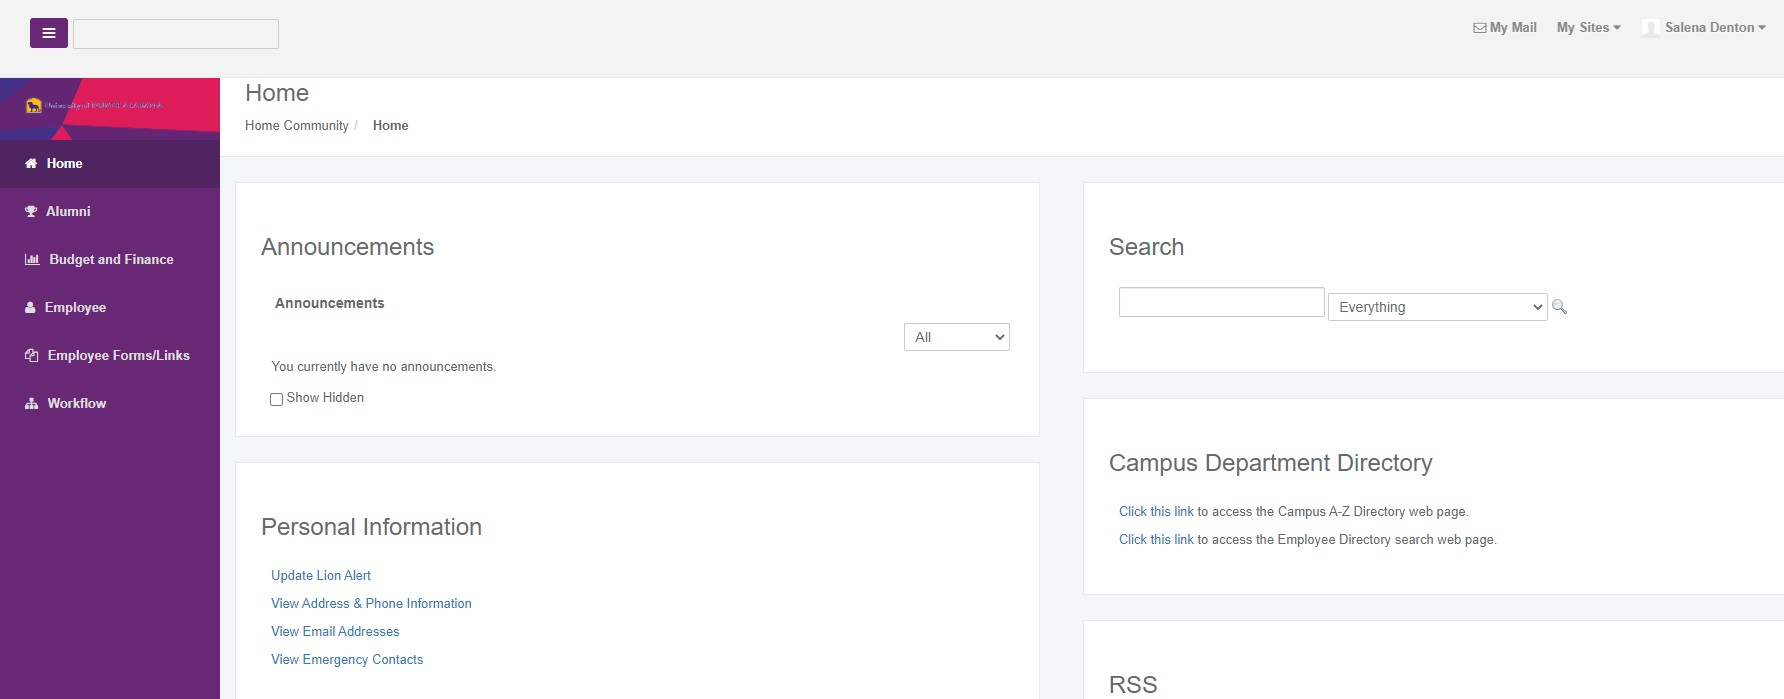 My Mail My Sites Salena Denton
University of
Home
Home Community / Home
Home
Alumni
Budget and Finance
Employee
Employee Forms/Links
Workflow
Announcements
Announcements
All
You currently have no announcements.
Show Hidden
Personal Information
Update Lion Alert
View Address & Phone Information
View Email Addresses
View Emergency Contacts
Search
Everything
Campus Department Directory
Click this link to access the Campus A-Z Directory web page.
Click this link to access the Employee Directory search web page.
RSS